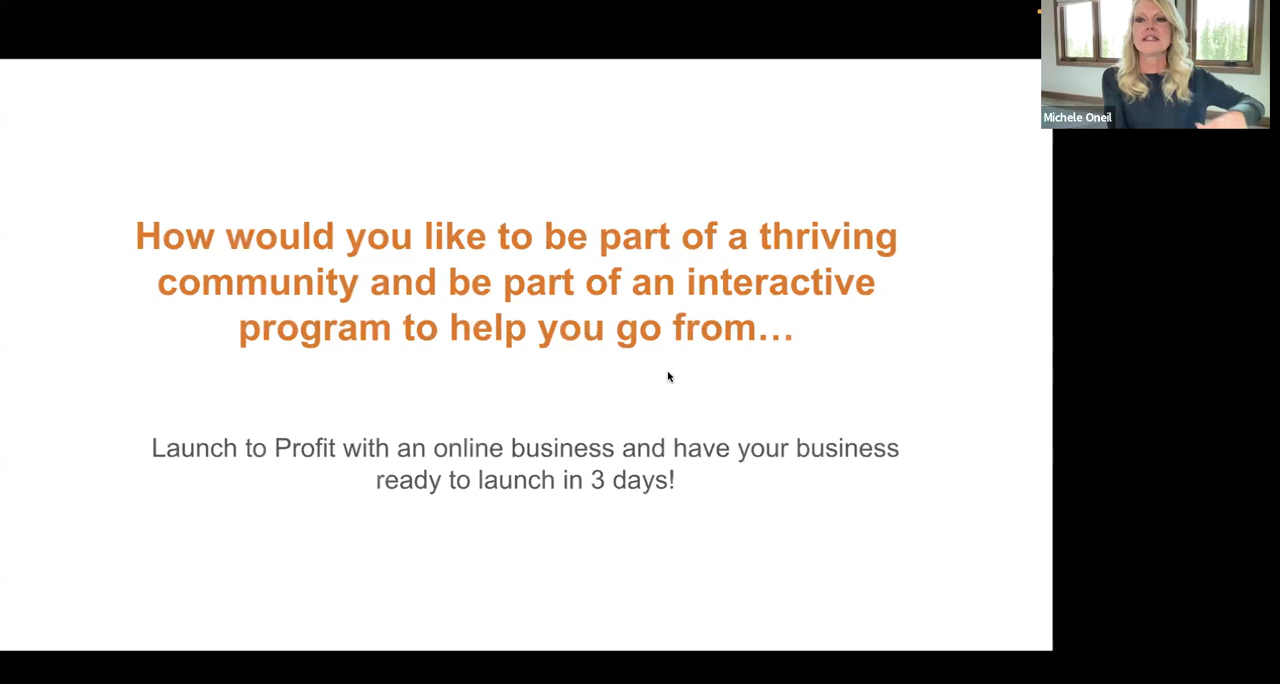 Michele Oneil
How would you like to be part of a thriving
community and be part of an interactive
program to help you go from…
Launch to Profit with an online business and have your business
ready to launch in 3 days!